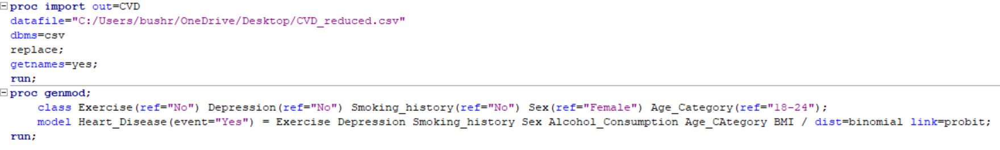 proc import out=CVD
datafile="C:/Users/bushr/OneDrive/Desktop/CVD_reduced.csv"
dbms=csv
replace;
getnames=yes;
run;
proc genmod;
class Exercise(ref="No") Depression(ref="No") Smoking_history(ref="No") Sex(ref="Female") Age_Category(ref="18-24");
model Heart_Disease(event="Yes") = Exercise Depression Smoking_history Sex Alcohol_Consumption Age_CAtegory BMI / dist=binomial link=probit;
run;